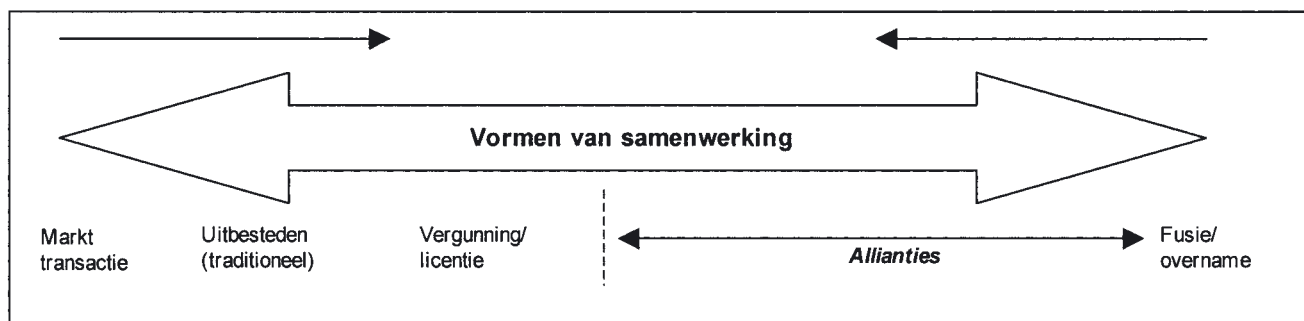 Vormen van samenwerking
Markt
transactie
Uitbesteden
(traditioneel)
Vergunning/
licentie
Allianties
Fusie/
overname